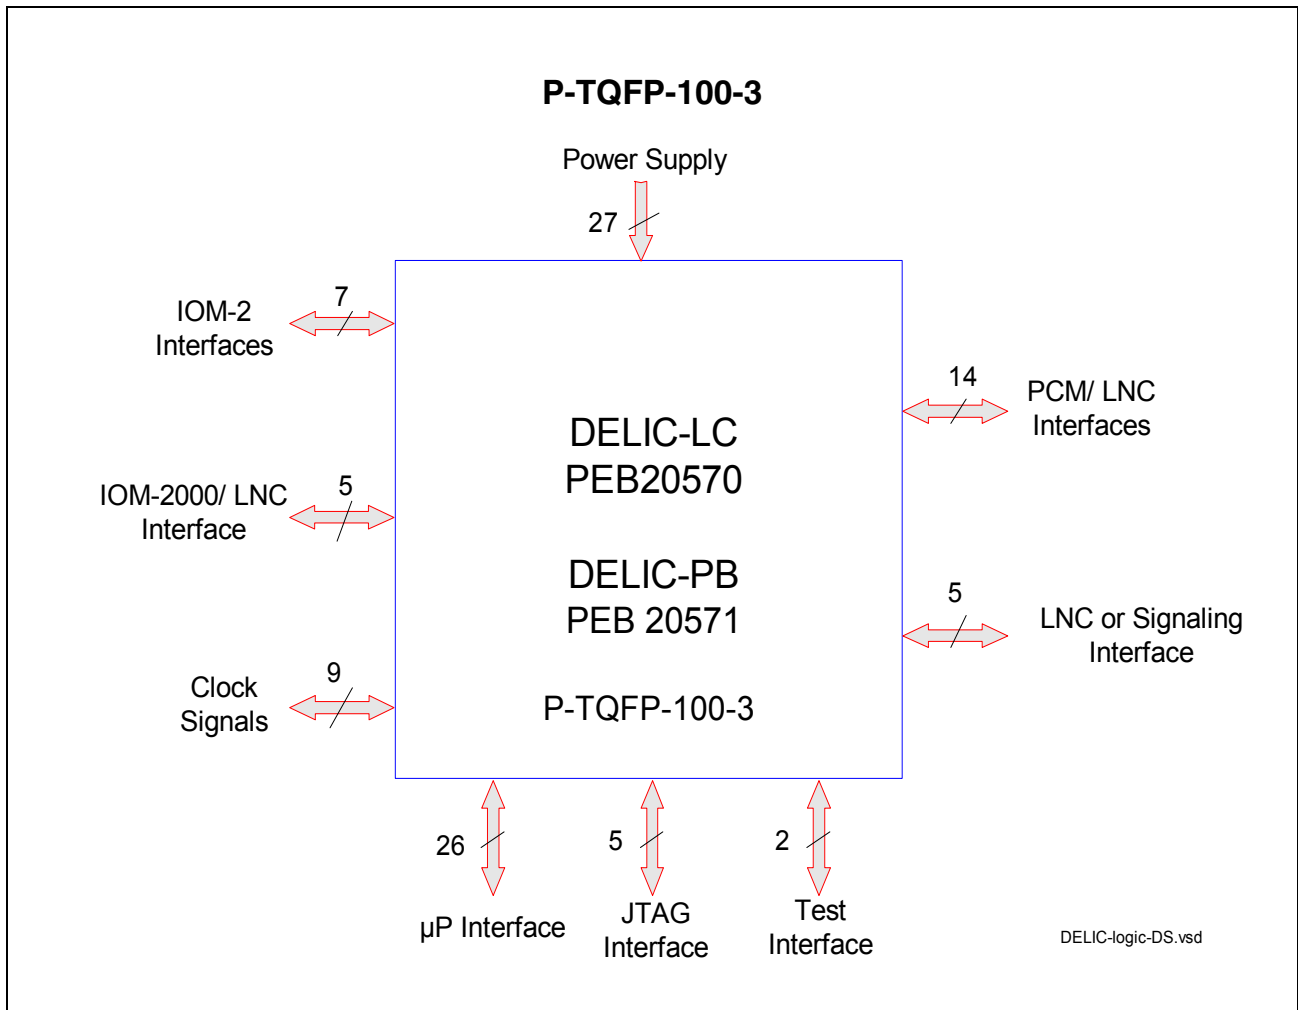 P-TQFP-100-3
Power Supply
27
7
IOM-2
Interfaces
14
PCM/ LNC
Interfaces
DELIC-LC
PEB20570
5
IOM-2000/ LNC
Interface
DELIC-PB
PEB 20571
5
LNC or Signaling
Interface
9
Clock
Signals
P-TQFP-100-3
26
5
2
µP Interface
JTAG
Interface
Test
Interface
DELIC-logic-DS.vsd